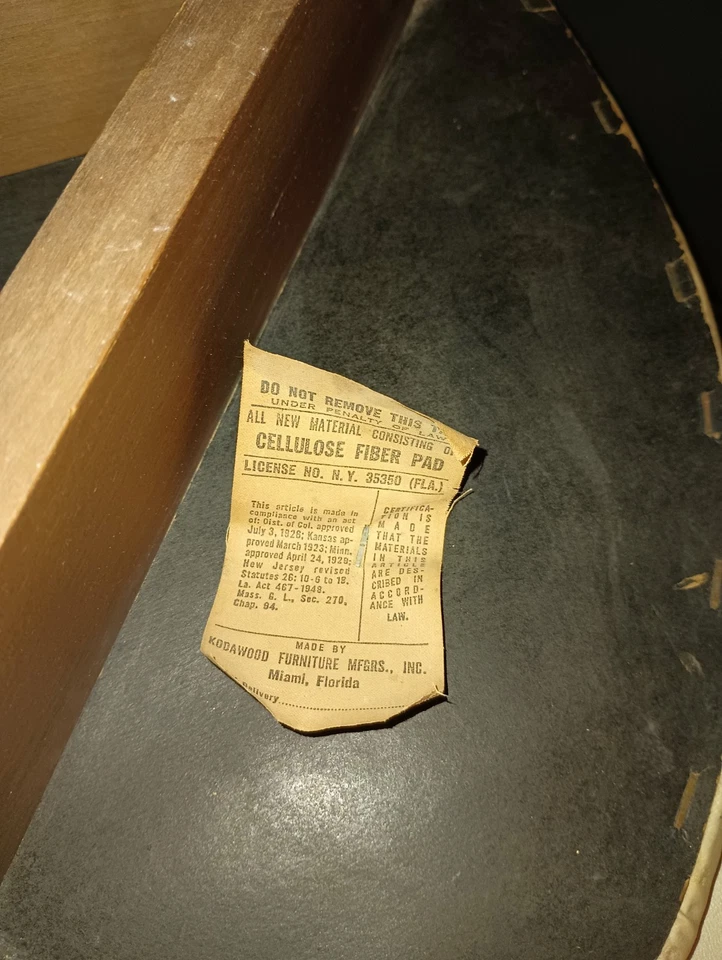 DO NOT REMOVE THIS T
UNDER PENALTY OF LAW
ALL NEW MATERIAL CONSISTING O
CELLULOSE FIBER PAD
LICENSE NO. N.Y. 35350 (FLA.)
This article is made in
compliance with an act
of: Dist. of Col. approved
July 3, 1926; Kansas ap-
proved March 1923; Minn.
approved April 24, 1929;
New Jersey revised
Statutes 26: 10-6 to 18.
La. Act 467-1948.
Mass. G. L., Sec. 270,
Chap. 94.
CERTIFICA-
TION IS
MADE
THAT THE
MATERIALS
IN THIS
ARTICLE
ARE DES-
CRIBED IN
ACCORD-
ANCE WITH
LAW.
MADE BY
KODAWOOD FURNITURE MFGRS., INC.
Miami, Florida
Delivery